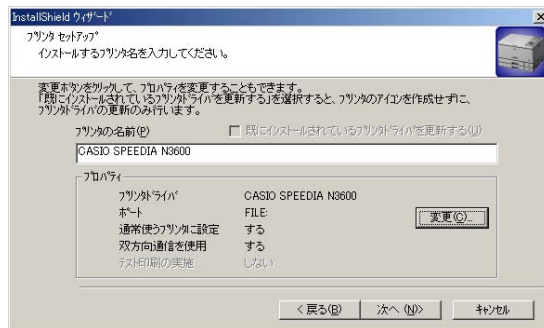 InstallShield ウィザード
プリンタ セットアップ
インストールするプリンタ名を入力してください。
変更ボタンをクリックして、プロパティを変更することもできます。
「既にインストールされているプリンタドライバを更新する」を選択すると、プリンタのアイコンを作成せずに、
プリンタドライバの更新のみ行います。
プリンタの名前(P)
既にインストールされているプリンタドライバを更新する(U)
CASIO SPEEDIA N3600
プロパティ
プリンタドライバ CASIO SPEEDIA N3600
ポート FILE:
通常使うプリンタに設定 する
双方向通信を使用 する
テスト印刷の実施 しない
変更(C)...
< 戻る(B)
次へ (N)>
キャンセル